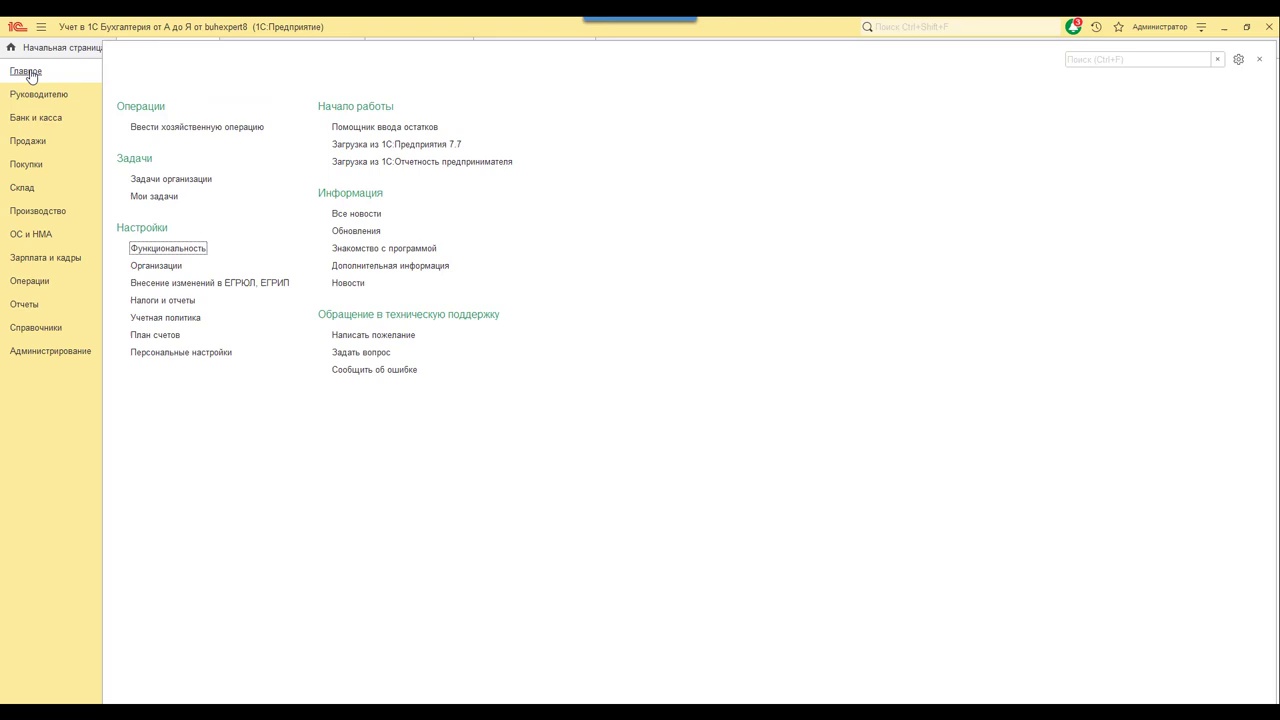 1С Учет в 1С Бухгалтерия от А до Я от buhexpert8 (1С:Предприятие) Поиск Ctrl+Shift+F 3 Администратор
Начальная страница
Поиск (Ctrl+F)
Главное
Руководителю
Банк и касса
Продажи
Покупки
Склад
Производство
ОС и НМА
Зарплата и кадры
Операции
Отчеты
Справочники
Администрирование
Операции
Ввести хозяйственную операцию
Задачи
Задачи организации
Мои задачи
Настройки
Функциональность
Организации
Внесение изменений в ЕГРЮЛ, ЕГРИП
Налоги и отчеты
Учетная политика
План счетов
Персональные настройки
Начало работы
Помощник ввода остатков
Загрузка из 1С:Предприятия 7.7
Загрузка из 1С:Отчетность предпринимателя
Информация
Все новости
Обновления
Знакомство с программой
Дополнительная информация
Новости
Обращение в техническую поддержку
Написать пожелание
Задать вопрос
Сообщить об ошибке